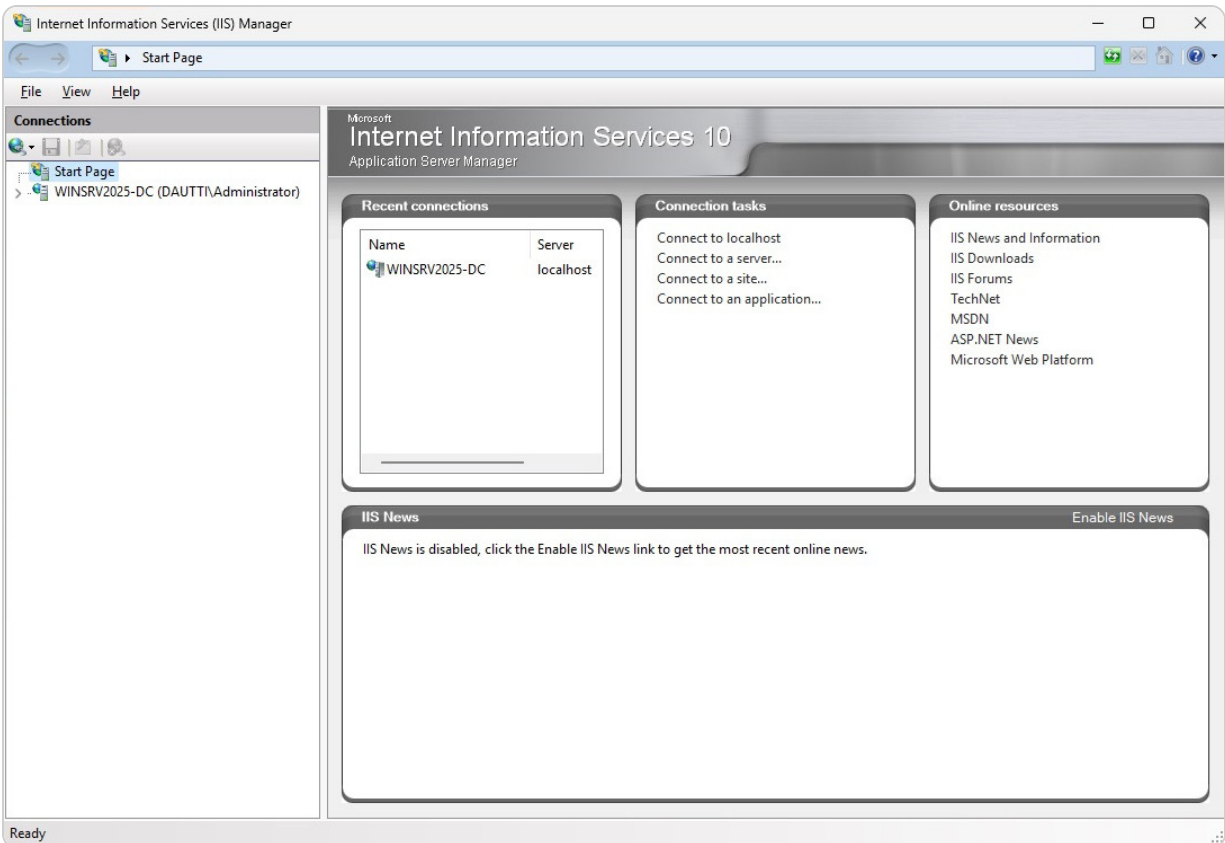 Internet Information Services (IIS) Manager
Start Page
File View Help
Connections
Start Page
WINSRV2025-DC (DAUTTI\Administrator)
Microsoft
Internet Information Services 10
Application Server Manager
Recent connections
Name Server
WINSRV2025-DC localhost
Connection tasks
Connect to localhost
Connect to a server...
Connect to a site...
Connect to an application...
Online resources
IIS News and Information
IIS Downloads
IIS Forums
TechNet
MSDN
ASP.NET News
Microsoft Web Platform
IIS News Enable IIS News
IIS News is disabled, click the Enable IIS News link to get the most recent online news.
Ready